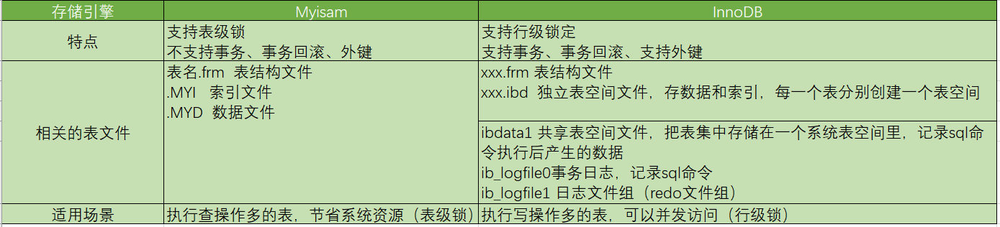 存储引擎 Myisam InnoDB
特点
支持表级锁
不支持事务、事务回滚、外键
支持行级锁定
支持事务、事务回滚、支持外键
相关的表文件
表名.frm 表结构文件
.MYI 索引文件
.MYD 数据文件
xxx.frm 表结构文件
xxx.ibd 独立表空间文件，存数据和索引，每一个表分别创建一个表空间
ibdata1 共享表空间文件，把表集中存储在一个系统表空间里，记录sql命
令执行后产生的数据
ib_logfile0事务日志，记录sql命令
ib_logfile1 日志文件组（redo文件组）
适用场景 执行查操作多的表，节省系统资源（表级锁） 执行写操作多的表，可以并发访问（行级锁）